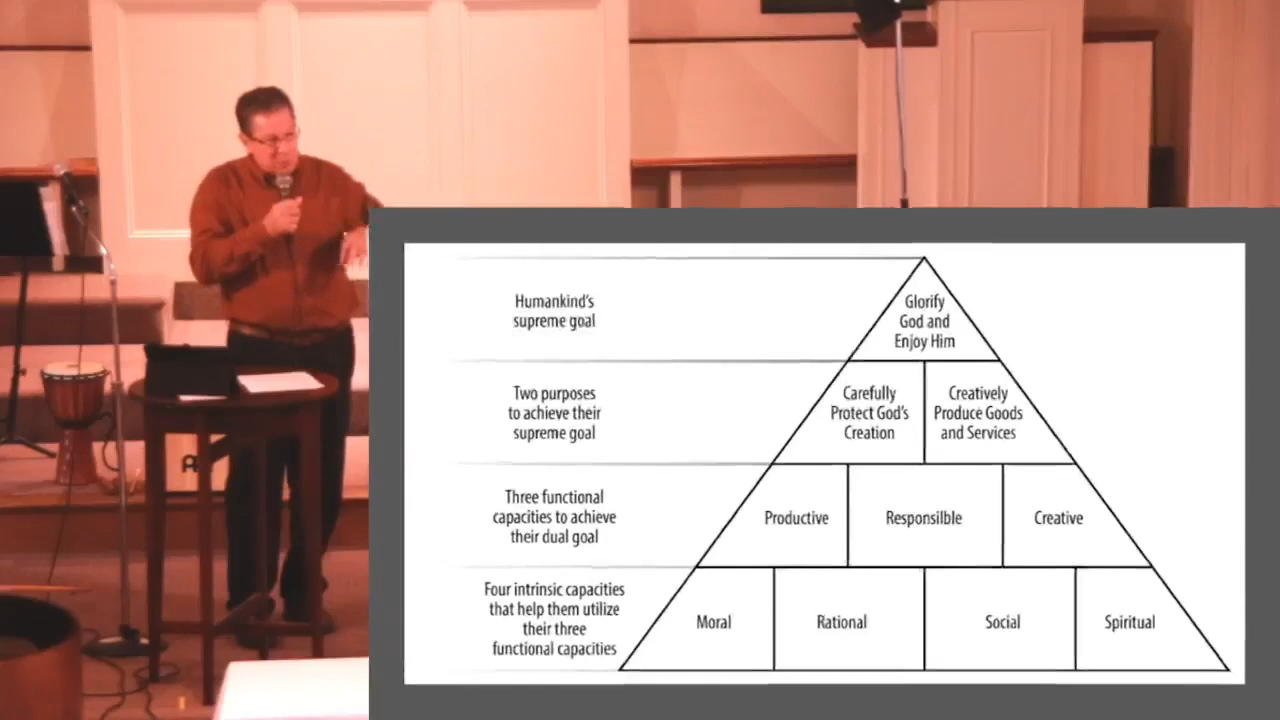 Humankind's
supreme goal
Glorify
God and
Enjoy Him
Two purposes
to achieve their
supreme goal
Carefully
Protect God's
Creation
Creatively
Produce Goods
and Services
Three functional
capacities to achieve
their dual goal
Productive
Responsilble
Creative
Four intrinsic capacities
that help them utilize
their three
functional capacities
Moral
Rational
Social
Spiritual